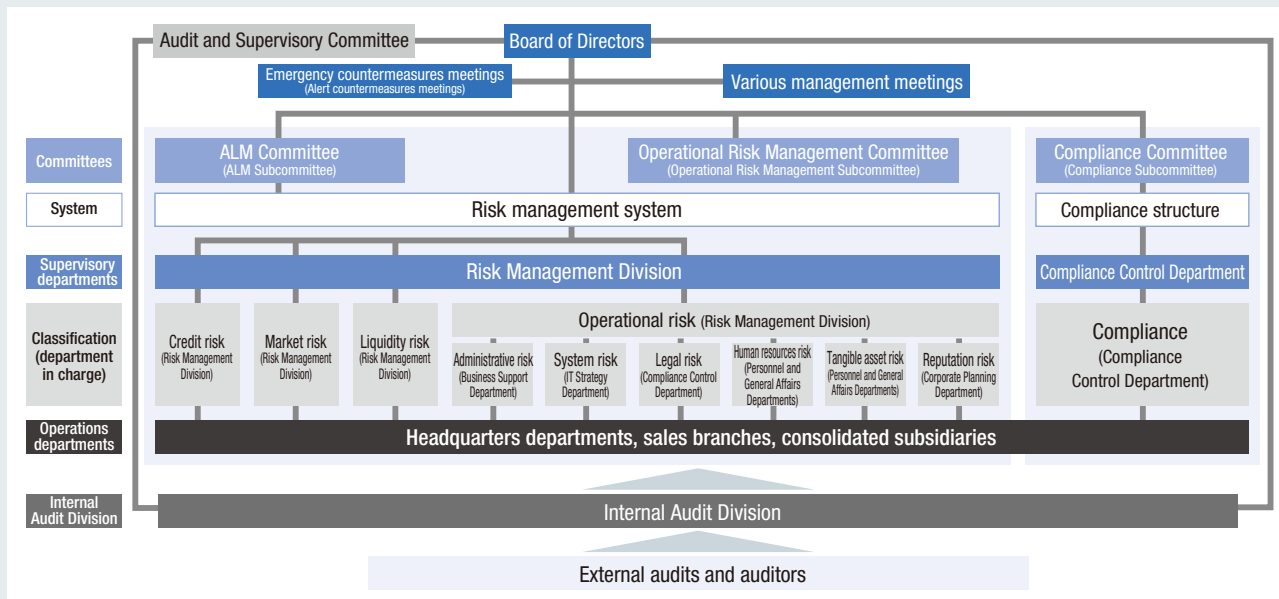 Audit and Supervisory Committee
Board of Directors
Emergency countermeasures meetings
(Alert countermeasures meetings)
Various management meetings
Committees
ALM Committee
(ALM Subcommittee)
Operational Risk Management Committee
(Operational Risk Management Subcommittee)
Compliance Committee
(Compliance Subcommittee)
System
Risk management system
Compliance structure
Supervisory
departments
Risk Management Division
Compliance Control Department
Classification
(department
in charge)
Credit risk
(Risk Management
Division)
Market risk
(Risk Management
Division)
Liquidity risk
(Risk Management
Division)
Operational risk (Risk Management Division)
Administrative risk
(Business Support
Department)
System risk
(IT Strategy
Department)
Legal risk
(Compliance Control
Department)
Human resources risk
(Personnel and
General Affairs
Departments)
Tangible asset risk
(Personnel and General
Affairs Departments)
Reputation risk
(Corporate Planning
Department)
Compliance
(Compliance
Control Department)
Operations
departments
Headquarters departments, sales branches, consolidated subsidiaries
Internal
Audit Division
Internal Audit Division
External audits and auditors